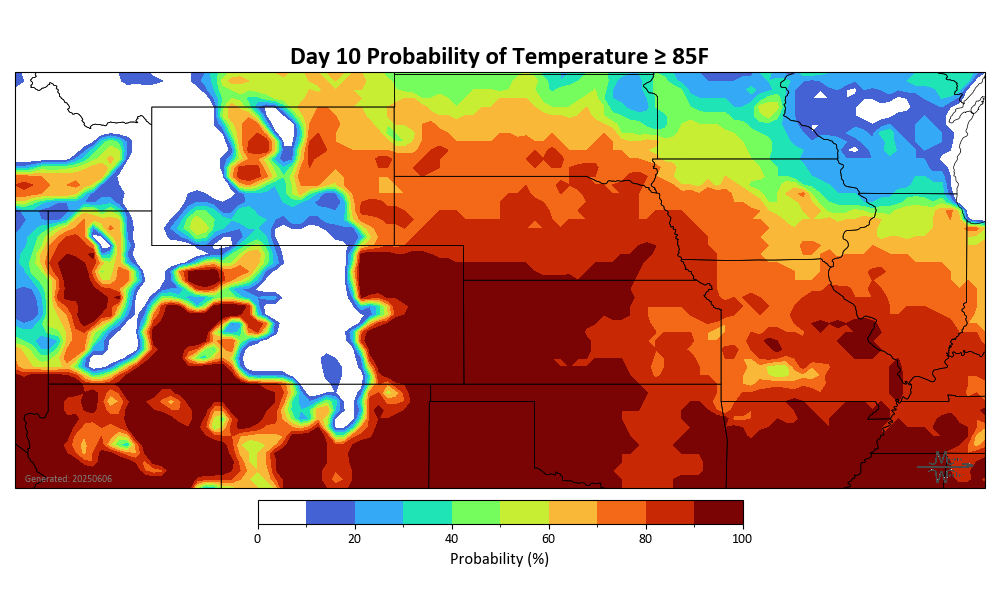 Day 10 Probability of Temperature ≥ 85F
Generated: 20250606
0 20 40 60 80 100
Probability (%)